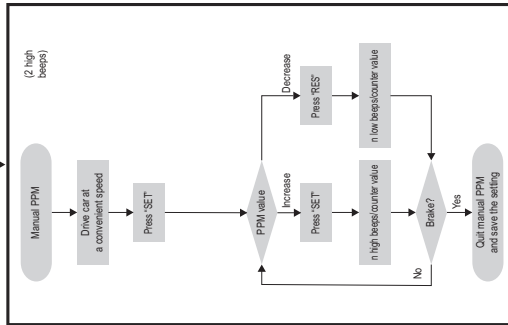 Manual PPM
(2 high
beeps)
Drive car at
a convenient speed
Press "SET"
PPM value
Increase
Decrease
Press "SET"
Press "RES"
n high beeps/counter value
n low beeps/counter value
Brake?
No
Yes
Quit manual PPM
and save the setting